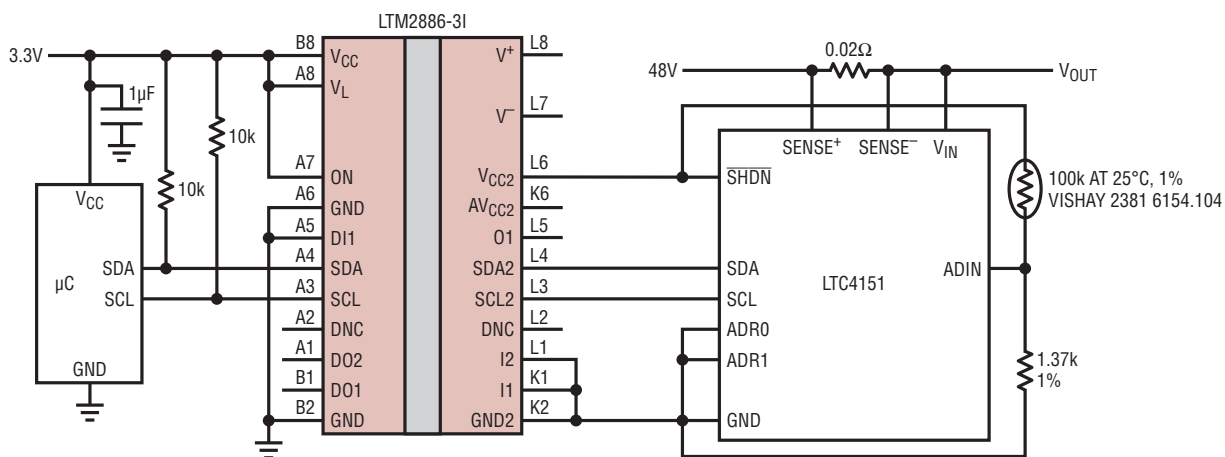 LTM2886-3I
3.3V
1µF
10k
10k
µC
VCC
SDA
SCL
GND
B8
A8
A7
A6
A5
A4
A3
A2
A1
B1
B2
VCC
VL
ON
GND
DI1
SDA
SCL
DNC
DO2
DO1
GND
V+
V−
VCC2
AVCC2
O1
SDA2
SCL2
DNC
I2
I1
GND2
L8
L7
L6
K6
L5
L4
L3
L2
L1
K1
K2
48V
0.02Ω
VOUT
SENSE+
SENSE−
VIN
SHDN
SDA
SCL
ADR0
ADR1
GND
LTC4151
ADIN
100k AT 25°C, 1%
VISHAY 2381 6154.104
1.37k
1%